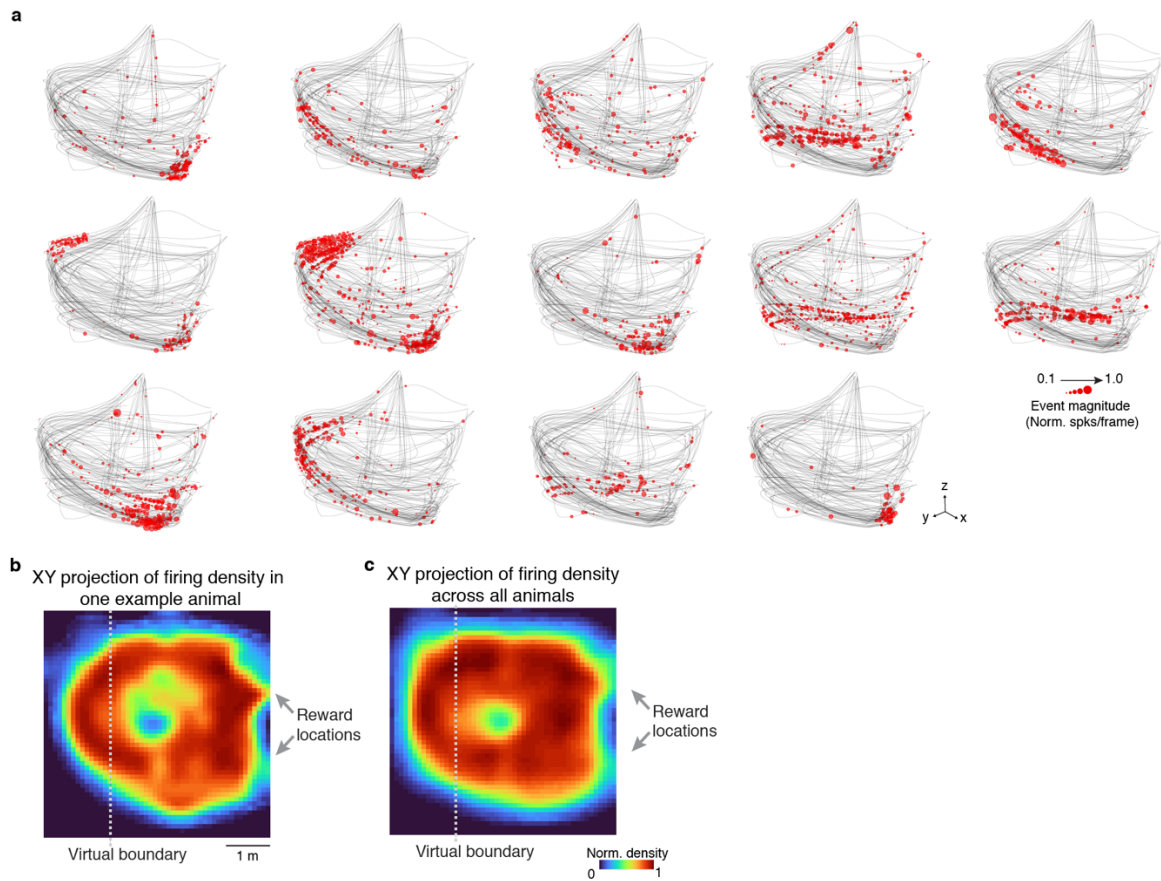 a
0.1 1.0
Event magnitude
(Norm. spks/frame)
z
y x
b
XY projection of firing density in
one example animal
c
XY projection of firing density
across all animals
Reward
locations
Reward
locations
Virtual boundary
1 m
Virtual boundary
Norm. density
0 1